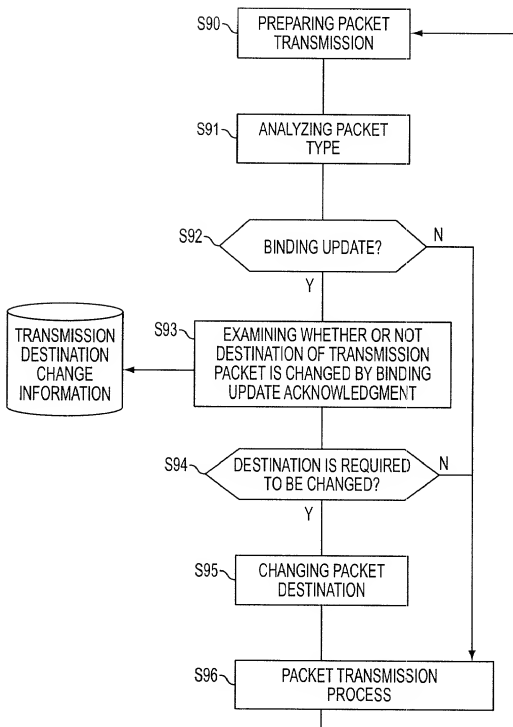 S90
PREPARING PACKET
TRANSMISSION
S91
ANALYZING PACKET
TYPE
S92
BINDING UPDATE?
N
Y
TRANSMISSION
DESTINATION
CHANGE
INFORMATION
S93
EXAMINING WHETHER OR NOT
DESTINATION OF TRANSMISSION
PACKET IS CHANGED BY BINDING
UPDATE ACKNOWLEDGMENT
S94
DESTINATION IS REQUIRED
TO BE CHANGED?
N
Y
S95
CHANGING PACKET
DESTINATION
S96
PACKET TRANSMISSION
PROCESS